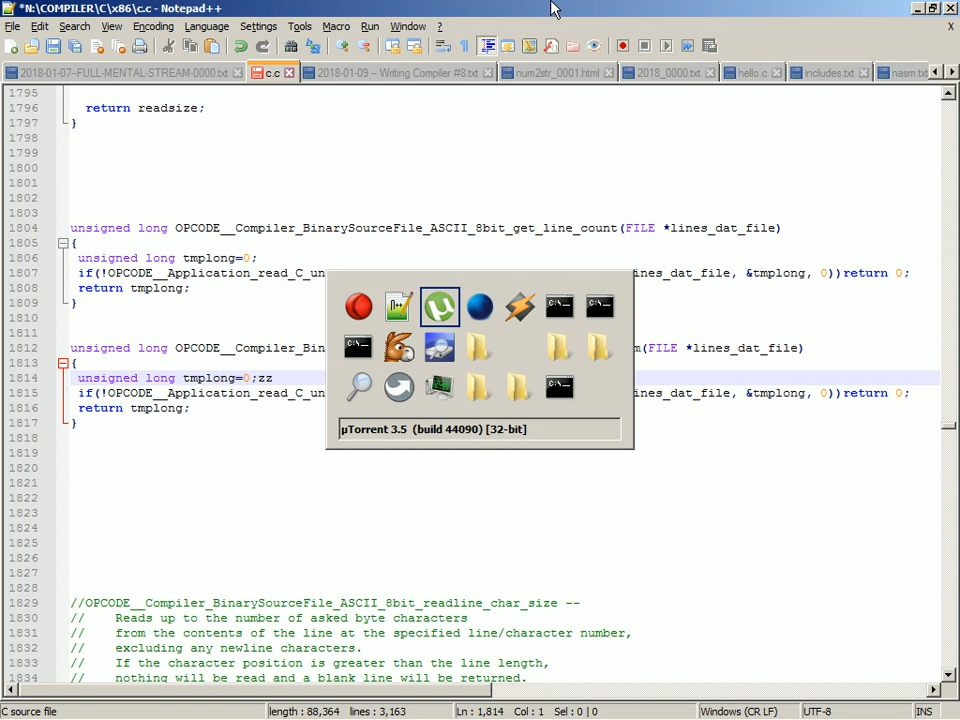 *N:\COMPILER\C\x86\c.c - Notepad++
File Edit Search View Encoding Language Settings Tools Macro Run Window ? X
2018-01-07-FULL-MENTAL-STREAM-0000.txt c.c 2018-01-09 – Writing Compiler #8.txt num2str_0001.html 2018_0000.txt hello.c includes.txt nasm.txt
1795
1796 return readsize;
1797 }
1798
1799
1800
1801
1802
1803
1804 unsigned long OPCODE__Compiler_BinarySourceFile_ASCII_8bit_get_line_count(FILE *lines_dat_file)
1805 {
1806 unsigned long tmplong=0;
1807 if(!OPCODE__Application_read_C_un ines_dat_file, &tmplong, 0))return 0;
1808 return tmplong;
1809 }
1810
1811
1812 unsigned long OPCODE__Compiler_Bin m(FILE *lines_dat_file)
1813 {
1814 unsigned long tmplong=0;zz
1815 if(!OPCODE__Application_read_C_un ines_dat_file, &tmplong, 0))return 0;
1816 return tmplong;
1817 }
1818
1819
1820
1821
1822
1823
1824
1825
1826
1827
1828
1829 //OPCODE__Compiler_BinarySourceFile_ASCII_8bit_readline_char_size --
1830 // Reads up to the number of asked byte characters
1831 // from the contents of the line at the specified line/character number,
1832 // excluding any newline characters.
1833 // If the character position is greater than the line length,
1834 // nothing will be read and a blank line will be returned.
µTorrent 3.5 (build 44090) [32-bit]
C source file length : 88,364 lines : 3,163 Ln : 1,814 Col : 1 Sel : 0 | 0 Windows (CR LF) UTF-8 INS